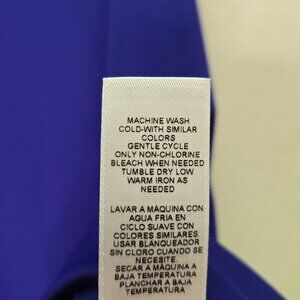 MACHINE WASH
COLD-WITH SIMILAR
COLORS
GENTLE CYCLE
ONLY NON-CHLORINE
BLEACH WHEN NEEDED
TUMBLE DRY LOW
WARM IRON AS
NEEDED
LAVAR A MÁQUINA CON
AGUA FRIA EN
CICLO SUAVE CON
COLORES SIMILARES.
USAR BLANQUEADOR
SIN CLORO CUANDO SE
NECESITE
SECAR A MÁQUINA A
BAJA TEMPERATURA
PLANCHAR A BAJA
TEMPERATURA